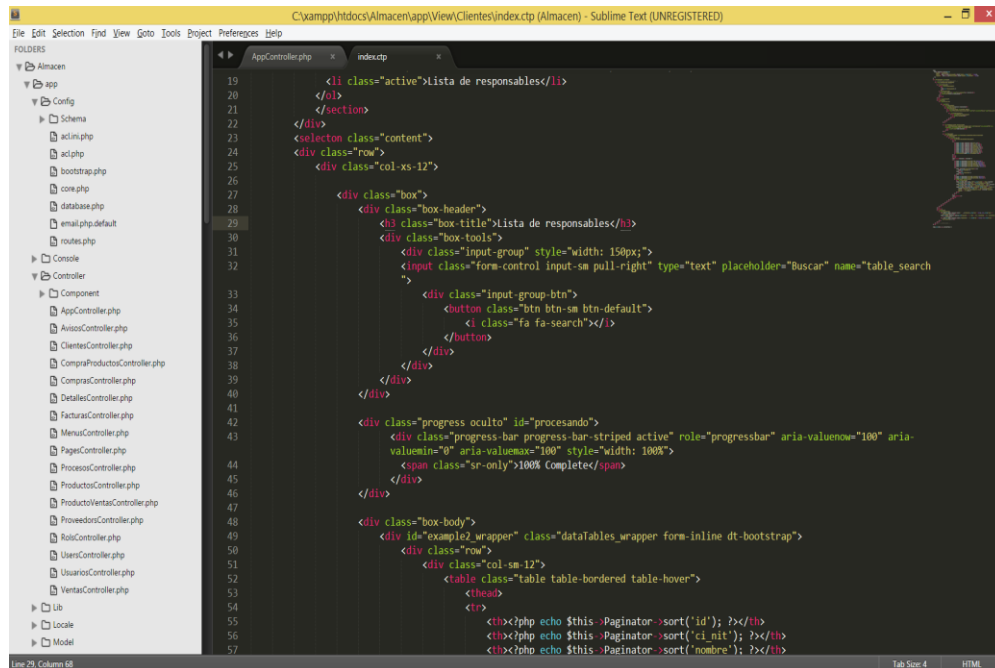 C:\xampp\htdocs\Almacen\app\View\Clientes\index.ctp (Almacen) - Sublime Text (UNREGISTERED)
File Edit Selection Find View Goto Tools Project Preferences Help
FOLDERS
Almacen
app
Config
Schema
acl.ini.php
acl.php
bootstrap.php
core.php
database.php
email.php.default
routes.php
Console
Controller
Component
AppController.php
AvisosController.php
ClientesController.php
CompraProductosController.php
ComprasController.php
DetallesController.php
FacturasController.php
MenusController.php
PagesController.php
ProcesosController.php
ProductosController.php
ProductoVentasController.php
ProveedorsController.php
RolsController.php
UsersController.php
UsuariosController.php
VentasController.php
Lib
Locale
Model
AppController.php x index.ctp x
19 <li class="active">Lista de responsables</li>
20 </ol>
21 </section>
22 </div>
23 <selecton class="content">
24 <div class="row">
25 <div class="col-xs-12">
26
27 <div class="box">
28 <div class="box-header">
29 <h3 class="box-title">Lista de responsables</h3>
30 <div class="box-tools">
31 <div class="input-group" style="width: 150px;">
32 <input class="form-control input-sm pull-right" type="text" placeholder="Buscar" name="table_search
">
33 <div class="input-group-btn">
34 <button class="btn btn-sm btn-default">
35 <i class="fa fa-search"></i>
36 </button>
37 </div>
38 </div>
39 </div>
40 </div>
41
42 <div class="progress oculto" id="procesando">
43 <div class="progress-bar progress-bar-striped active" role="progressbar" aria-valuenow="100" aria-
valuemin="0" aria-valuemax="100" style="width: 100%">
44 <span class="sr-only">100% Complete</span>
45 </div>
46 </div>
47
48 <div class="box-body">
49 <div id="example2_wrapper" class="dataTables_wrapper form-inline dt-bootstrap">
50 <div class="row">
51 <div class="col-sm-12">
52 <table class="table table-bordered table-hover">
53 <thead>
54 <tr>
55 <th><?php echo $this->Paginator->sort('id'); ?></th>
56 <th><?php echo $this->Paginator->sort('ci_nit'); ?></th>
57 <th><?php echo $this->Paginator->sort('nombre'); ?></th>
Line 29, Column 68 Tab Size: 4 HTML